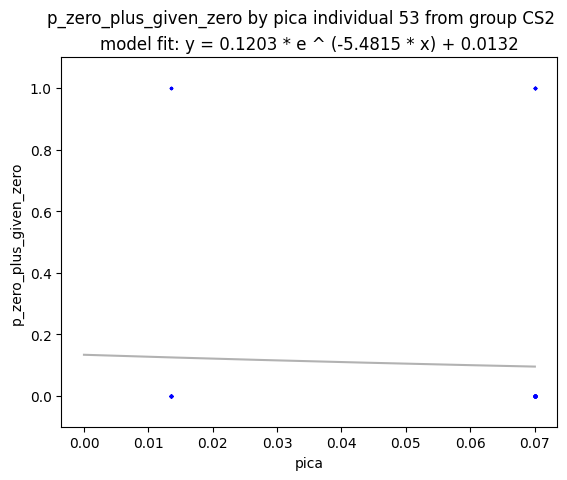 p_zero_plus_given_zero by pica individual 53 from group CS2
model fit: y = 0.1203 * e ^ (-5.4815 * x) + 0.0132
1.0
0.8
0.6
0.4
0.2
0.0
p_zero_plus_given_zero
0.00 0.01 0.02 0.03 0.04 0.05 0.06 0.07
pica